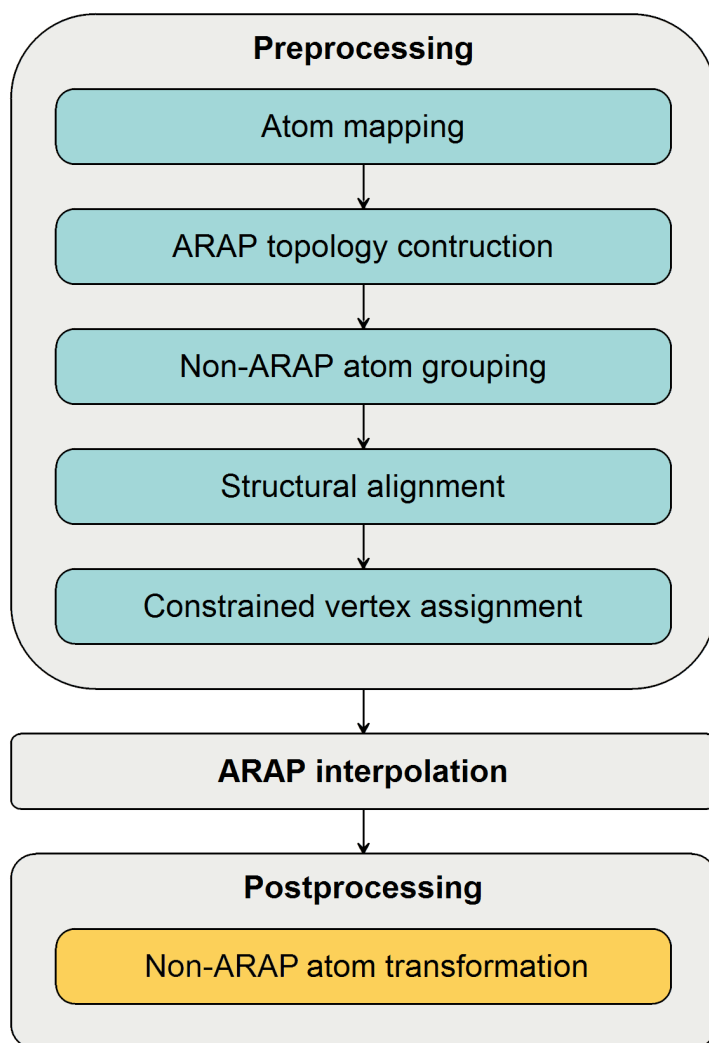 Preprocessing
Atom mapping
ARAP topology contruction
Non-ARAP atom grouping
Structural alignment
Constrained vertex assignment
ARAP interpolation
Postprocessing
Non-ARAP atom transformation